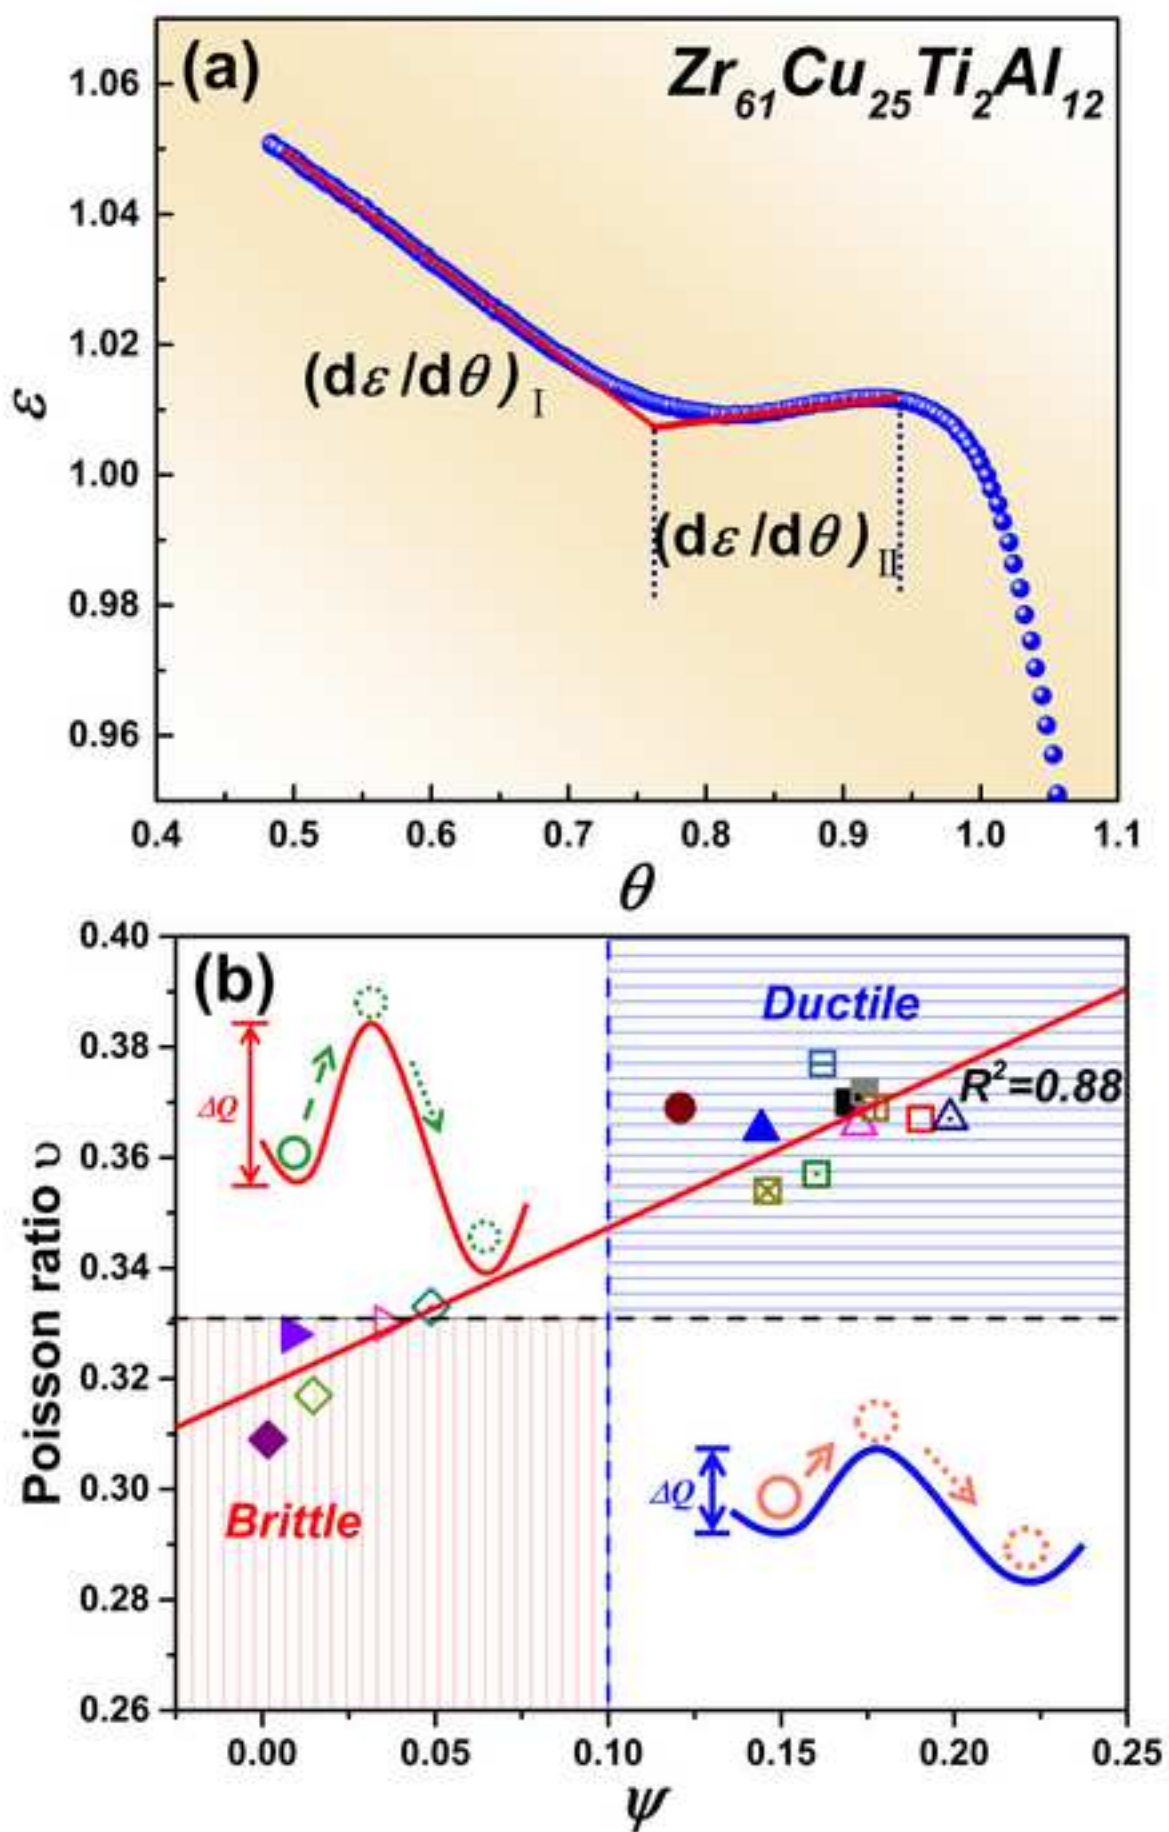 (a)
Zr₆₁Cu₂₅Ti₂Al₁₂
1.06
1.04
1.02
1.00
0.98
0.96
ε
(dε/dθ)Ⅰ
(dε/dθ)Ⅱ
0.4 0.5 0.6 0.7 0.8 0.9 1.0 1.1
θ
(b)
0.40
0.38
0.36
0.34
0.32
0.30
0.28
0.26
Poisson ratio υ
ΔQ
Ductile
R²=0.88
Brittle
ΔQ
0.00 0.05 0.10 0.15 0.20 0.25
ψ